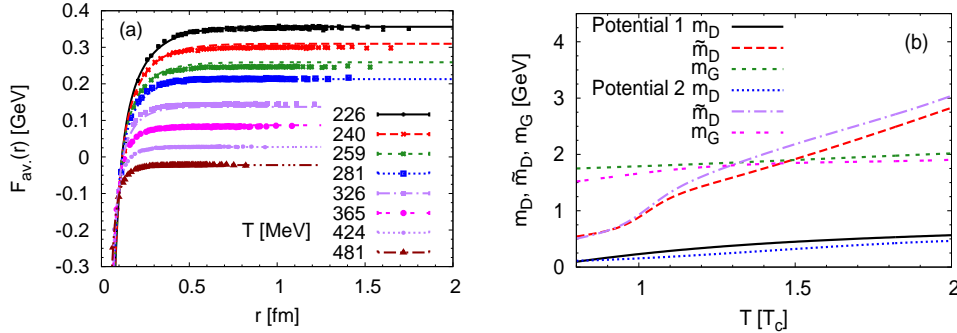 (a)
F_av.(r) [GeV]
0.4
0.3
0.2
0.1
0
-0.1
-0.2
-0.3
226
240
259
281
326
365
424
481
T [MeV]
0 0.5 1 1.5 2
r [fm]
(b)
m_D, m̃_D, m_G [GeV]
5
4
3
2
1
0
Potential 1 m_D
m̃_D
m_G
Potential 2 m_D
m̃_D
m_G
1 1.5 2
T [T_c]